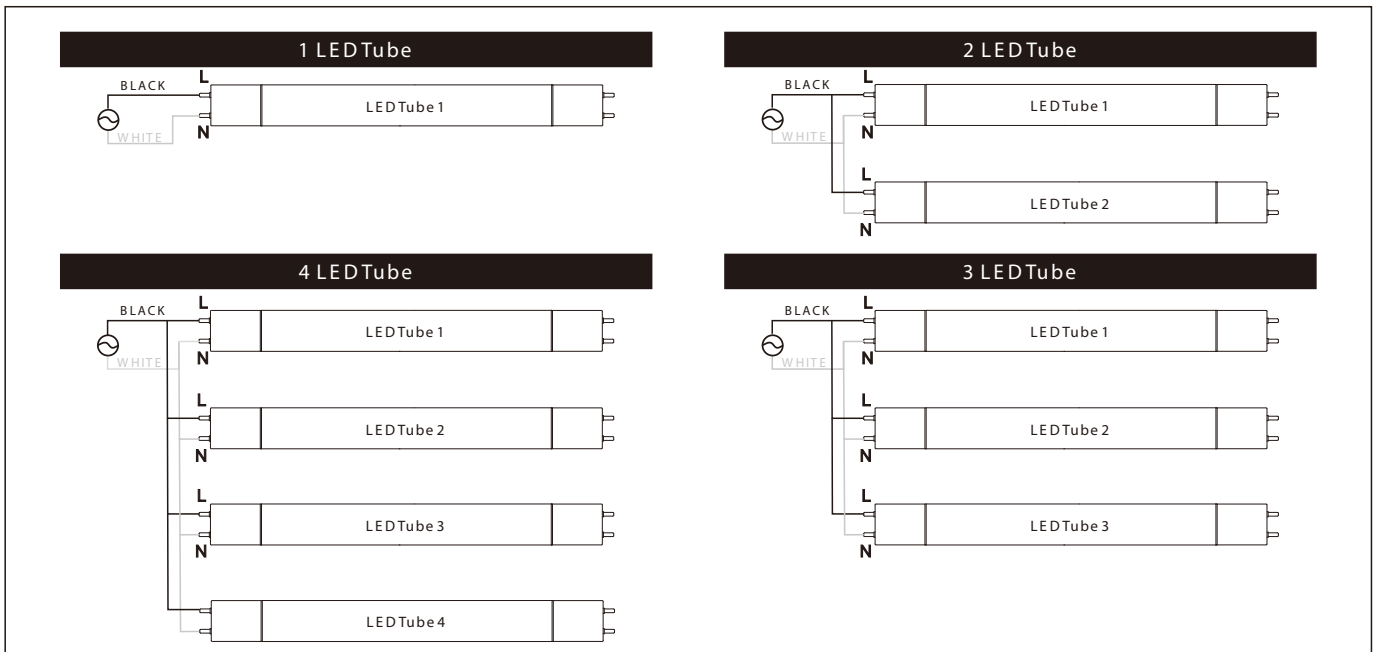 1 LED Tube
BLACK
L
LED Tube 1
WHITE
N
2 LED Tube
BLACK
L
LED Tube 1
WHITE
N
L
LED Tube 2
N
4 LED Tube
BLACK
L
LED Tube 1
WHITE
N
L
LED Tube 2
N
L
LED Tube 3
N
LED Tube 4
3 LED Tube
BLACK
L
LED Tube 1
WHITE
N
L
LED Tube 2
N
L
LED Tube 3
N